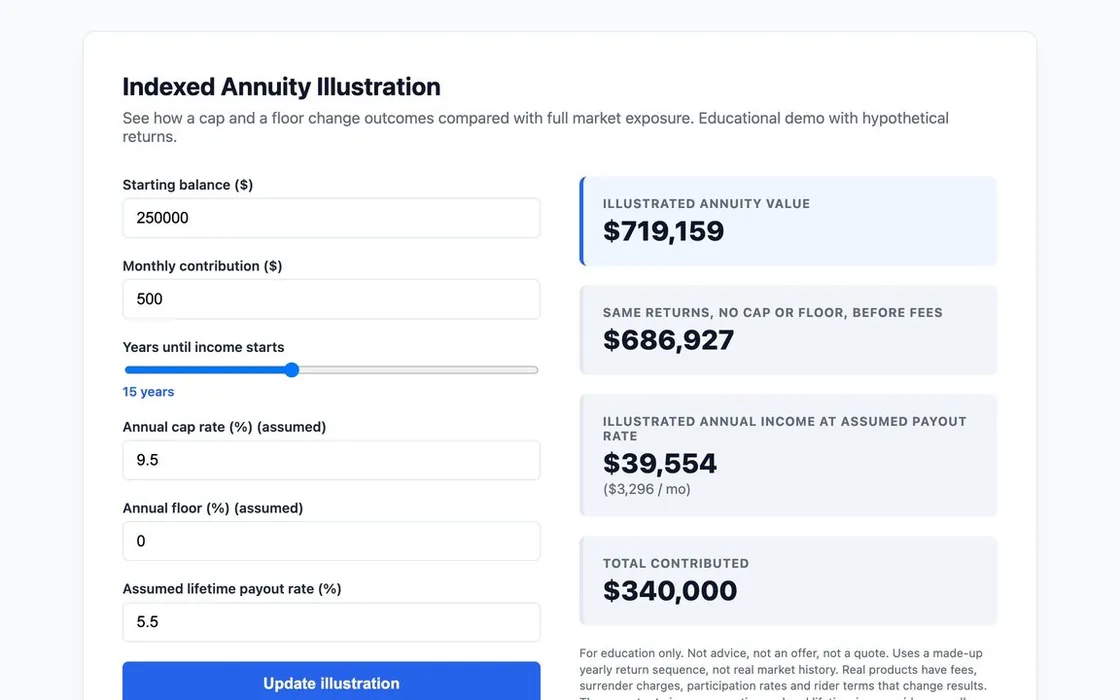 Indexed Annuity Illustration
See how a cap and a floor change outcomes compared with full market exposure. Educational demo with hypothetical
returns.
Starting balance ($)
250000
Monthly contribution ($)
500
Years until income starts
15 years
Annual cap rate (%) (assumed)
9.5
Annual floor (%) (assumed)
0
Assumed lifetime payout rate (%)
5.5
Update illustration
ILLUSTRATED ANNUITY VALUE
$719,159
SAME RETURNS, NO CAP OR FLOOR, BEFORE FEES
$686,927
ILLUSTRATED ANNUAL INCOME AT ASSUMED PAYOUT
RATE
$39,554
($3,296 / mo)
TOTAL CONTRIBUTED
$340,000
For education only. Not advice, not an offer, not a quote. Uses a made-up
yearly return sequence, not real market history. Real products have fees,
surrender charges, participation rates and rider terms that change results.